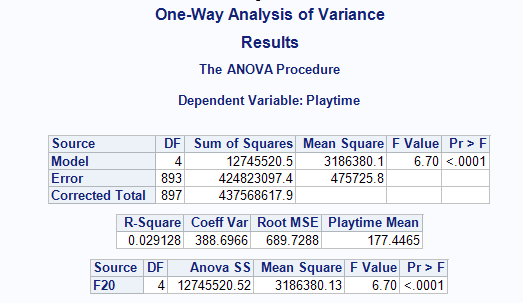 One-Way Analysis of Variance
Results
The ANOVA Procedure
Dependent Variable: Playtime
Source DF Sum of Squares Mean Square F Value Pr > F
Model 4 12745520.5 3186380.1 6.70 <.0001
Error 893 424823097.4 475725.8
Corrected Total 897 437568617.9
R-Square Coeff Var Root MSE Playtime Mean
0.029128 388.6966 689.7288 177.4465
Source DF Anova SS Mean Square F Value Pr > F
F20 4 12745520.52 3186380.13 6.70 <.0001